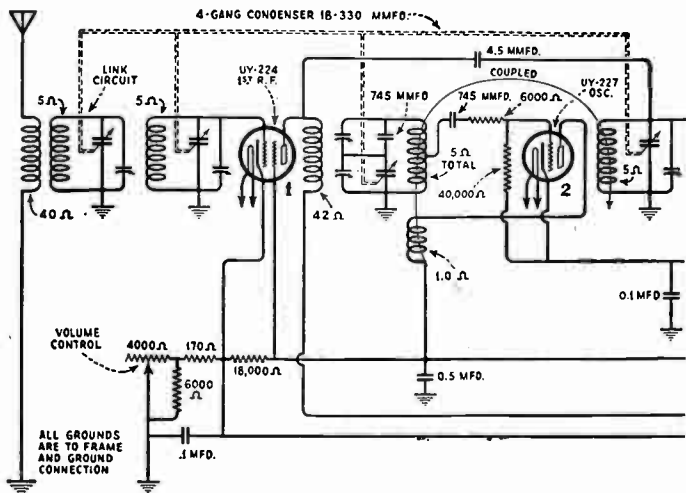 4-GANG CONDENSER 18-330 MMFD.
LINK
CIRCUIT
UY-224
1ST R.F.
4.5 MMFD.
COUPLED
UY-227
OSC.
5Ω
5Ω
745 MMFD
745 MMFD.
6000Ω
5Ω
TOTAL
40,000Ω
5Ω
1
2
40Ω
42Ω
1.0Ω
0.1 MFD
VOLUME
CONTROL
4000Ω
170Ω
18,000Ω
6000
Ω
0.5 MFD.
.1 MFD.
ALL GROUNDS
ARE TO FRAME
AND GROUND
CONNECTION